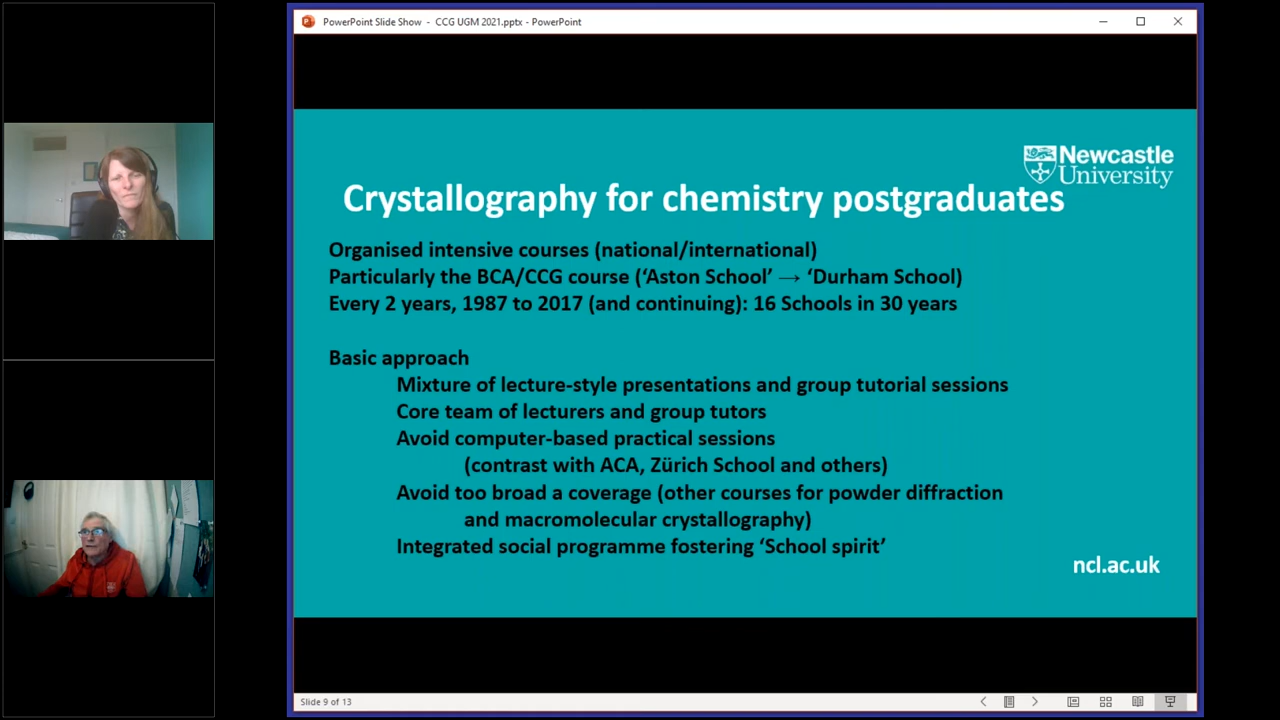 PowerPoint Slide Show - CCG UGM 2021.pptx - PowerPoint
Newcastle
University
Crystallography for chemistry postgraduates
Organised intensive courses (national/international)
Particularly the BCA/CCG course (‘Aston School’ → ‘Durham School)
Every 2 years, 1987 to 2017 (and continuing): 16 Schools in 30 years
Basic approach
Mixture of lecture-style presentations and group tutorial sessions
Core team of lecturers and group tutors
Avoid computer-based practical sessions
(contrast with ACA, Zürich School and others)
Avoid too broad a coverage (other courses for powder diffraction
and macromolecular crystallography)
Integrated social programme fostering ‘School spirit’
ncl.ac.uk
Slide 9 of 13